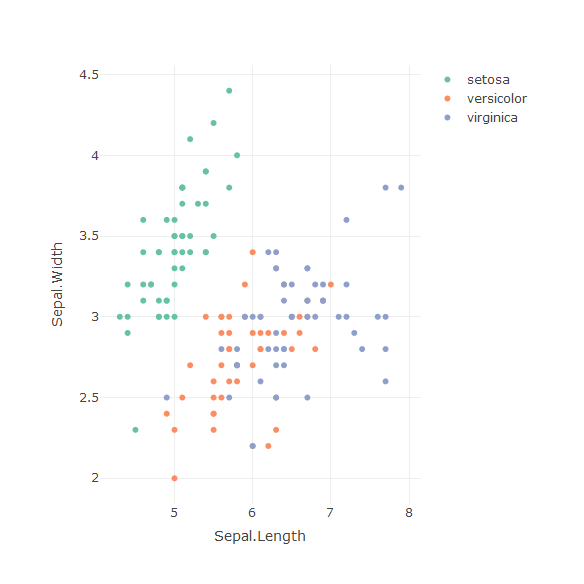 4.5
4
3.5
3
2.5
2
Sepal.Width
5 6 7 8
Sepal.Length
setosa
versicolor
virginica